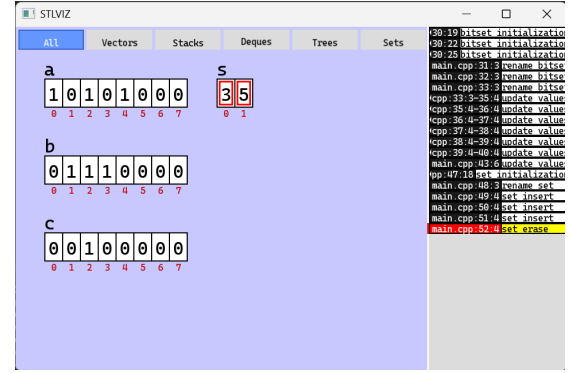 STLVIZ
All Vectors Stacks Deques Trees Sets
a
1 0 1 0 1 0 0 0
0 1 2 3 4 5 6 7
s
3 5
0 1
b
0 1 1 1 0 0 0 0
0 1 2 3 4 5 6 7
c
0 0 1 0 0 0 0 0
0 1 2 3 4 5 6 7
30:19 bitset initializatio
30:22 bitset initializatio
30:25 bitset initializatio
main.cpp:31:3 rename bitse
main.cpp:32:3 rename bitse
main.cpp:33:3 rename bitse
cpp:33:3-35:4 update value
cpp:35:4-36:4 update value
cpp:36:4-37:4 update value
cpp:37:4-38:4 update value
cpp:38:4-39:4 update value
cpp:39:4-40:4 update value
main.cpp:43:6 update value
pp:47:18 set initializatio
main.cpp:48:3 rename set
main.cpp:49:4 set insert
main.cpp:50:4 set insert
main.cpp:51:4 set insert
main.cpp:52:4 set erase